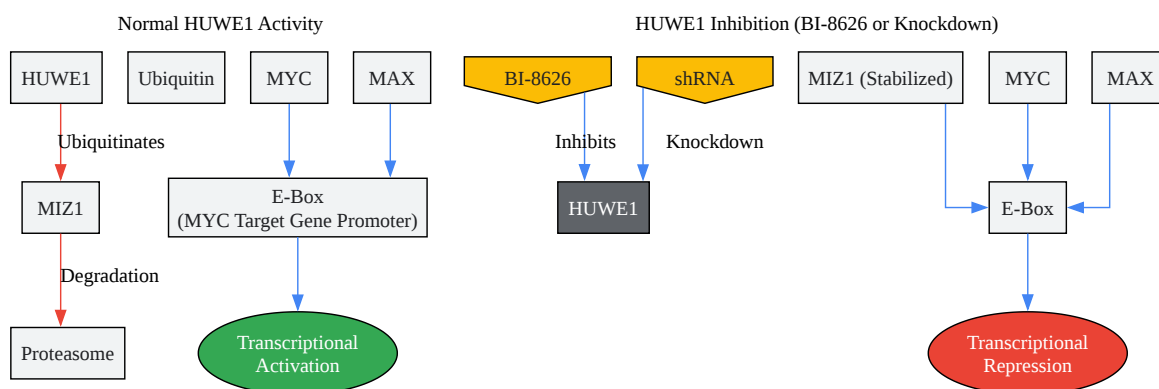 Normal HUWE1 Activity
HUWE1
Ubiquitin
MYC
MAX
Ubiquitinates
MIZ1
E-Box
(MYC Target Gene Promoter)
Degradation
Proteasome
Transcriptional
Activation
HUWE1 Inhibition (BI-8626 or Knockdown)
BI-8626
shRNA
MIZ1 (Stabilized)
MYC
MAX
Inhibits
Knockdown
HUWE1
E-Box
Transcriptional
Repression